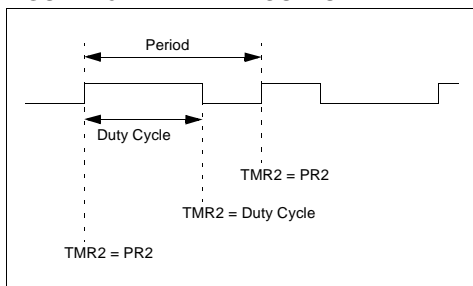 Period
Duty Cycle
TMR2 = PR2
TMR2 = Duty Cycle
TMR2 = PR2